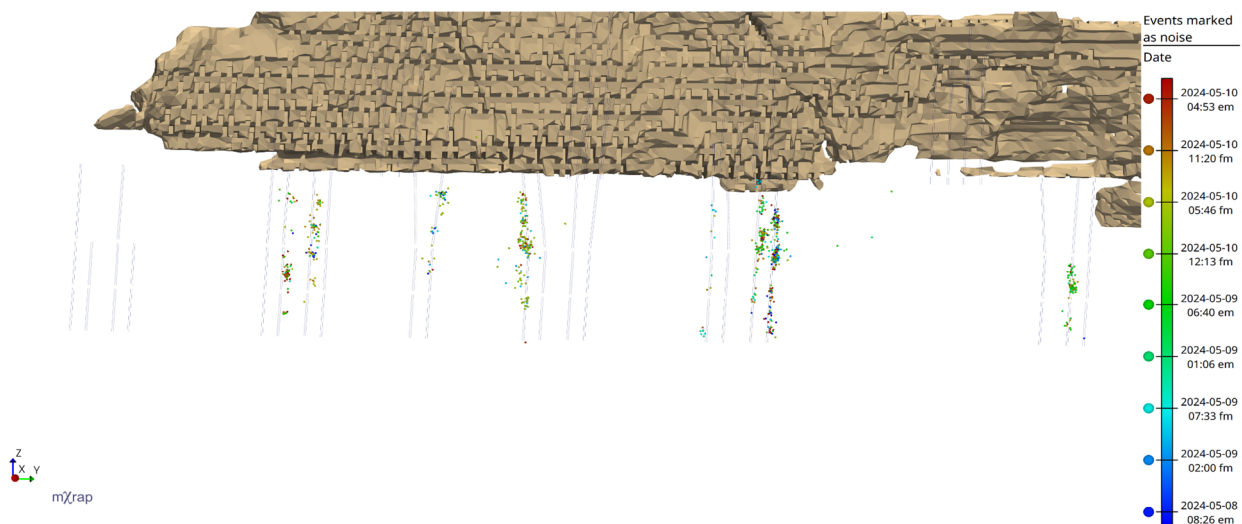 Events marked
as noise
Date
2024-05-10
04:53 em
2024-05-10
11:20 fm
2024-05-10
05:46 fm
2024-05-10
12:13 fm
2024-05-09
06:40 em
2024-05-09
01:06 em
2024-05-09
07:33 fm
2024-05-09
02:00 fm
2024-05-08
08:26 em
Z
X
Y
mXrap